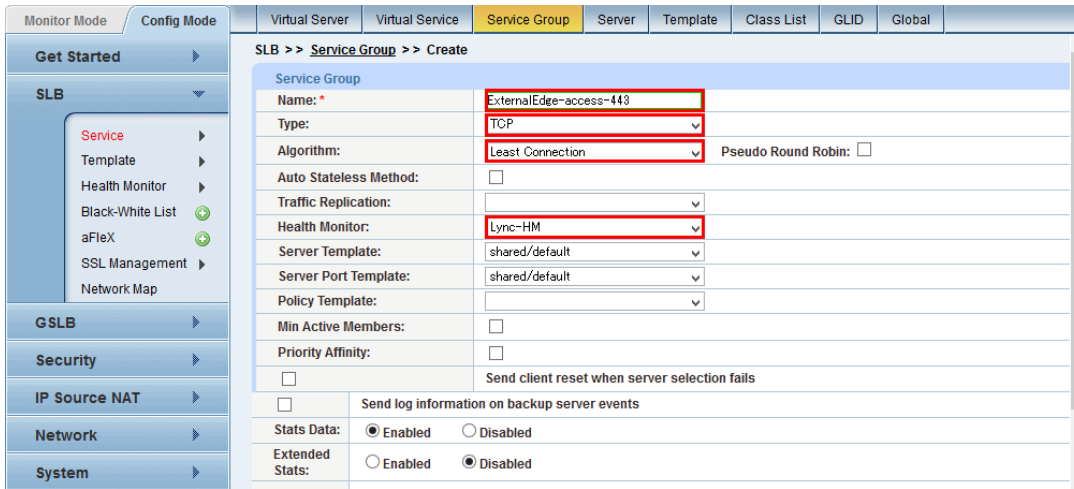 Monitor Mode Config Mode
Virtual Server Virtual Service Service Group Server Template Class List GLID Global
Get Started
SLB
Service
Template
Health Monitor
Black-White List
aFleX
SSL Management
Network Map
GSLB
Security
IP Source NAT
Network
System
SLB >> Service Group >> Create
Service Group
Name: * ExternalEdge-access-443
Type: TCP
Algorithm: Least Connection Pseudo Round Robin:
Auto Stateless Method:
Traffic Replication:
Health Monitor: Lync-HM
Server Template: shared/default
Server Port Template: shared/default
Policy Template:
Min Active Members:
Priority Affinity:
Send client reset when server selection fails
Send log information on backup server events
Stats Data: Enabled Disabled
Extended
Stats: Enabled Disabled